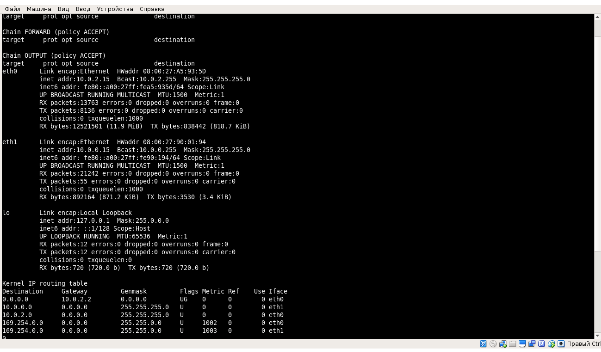 Файл Машина Вид Ввод Устройства Справка
target prot opt source destination
Chain FORWARD (policy ACCEPT)
target prot opt source destination
Chain OUTPUT (policy ACCEPT)
target prot opt source destination
eth0 Link encap:Ethernet HWaddr 08:00:27:A5:93:5D
inet addr:10.0.2.15 Bcast:10.0.2.255 Mask:255.255.255.0
inet6 addr: fe80::a00:27ff:fea5:935d/64 Scope:Link
UP BROADCAST RUNNING MULTICAST MTU:1500 Metric:1
RX packets:13763 errors:0 dropped:0 overruns:0 frame:0
TX packets:8136 errors:0 dropped:0 overruns:0 carrier:0
collisions:0 txqueuelen:1000
RX bytes:12521501 (11.9 MiB) TX bytes:838442 (818.7 KiB)
eth1 Link encap:Ethernet HWaddr 08:00:27:90:01:94
inet addr:10.0.0.15 Bcast:10.0.0.255 Mask:255.255.255.0
inet6 addr: fe80::a00:27ff:fe90:194/64 Scope:Link
UP BROADCAST RUNNING MULTICAST MTU:1500 Metric:1
RX packets:21242 errors:0 dropped:0 overruns:0 frame:0
TX packets:55 errors:0 dropped:0 overruns:0 carrier:0
collisions:0 txqueuelen:1000
RX bytes:892164 (871.2 KiB) TX bytes:3530 (3.4 KiB)
lo Link encap:Local Loopback
inet addr:127.0.0.1 Mask:255.0.0.0
inet6 addr: ::1/128 Scope:Host
UP LOOPBACK RUNNING MTU:65536 Metric:1
RX packets:12 errors:0 dropped:0 overruns:0 frame:0
TX packets:12 errors:0 dropped:0 overruns:0 carrier:0
collisions:0 txqueuelen:0
RX bytes:720 (720.0 b) TX bytes:720 (720.0 b)
Kernel IP routing table
Destination Gateway Genmask Flags Metric Ref Use Iface
0.0.0.0 10.0.2.2 0.0.0.0 UG 0 0 0 eth0
10.0.0.0 0.0.0.0 255.255.255.0 U 0 0 0 eth1
10.0.2.0 0.0.0.0 255.255.255.0 U 0 0 0 eth0
169.254.0.0 0.0.0.0 255.255.0.0 U 1002 0 0 eth0
169.254.0.0 0.0.0.0 255.255.0.0 U 1003 0 0 eth1
Правый Ctrl